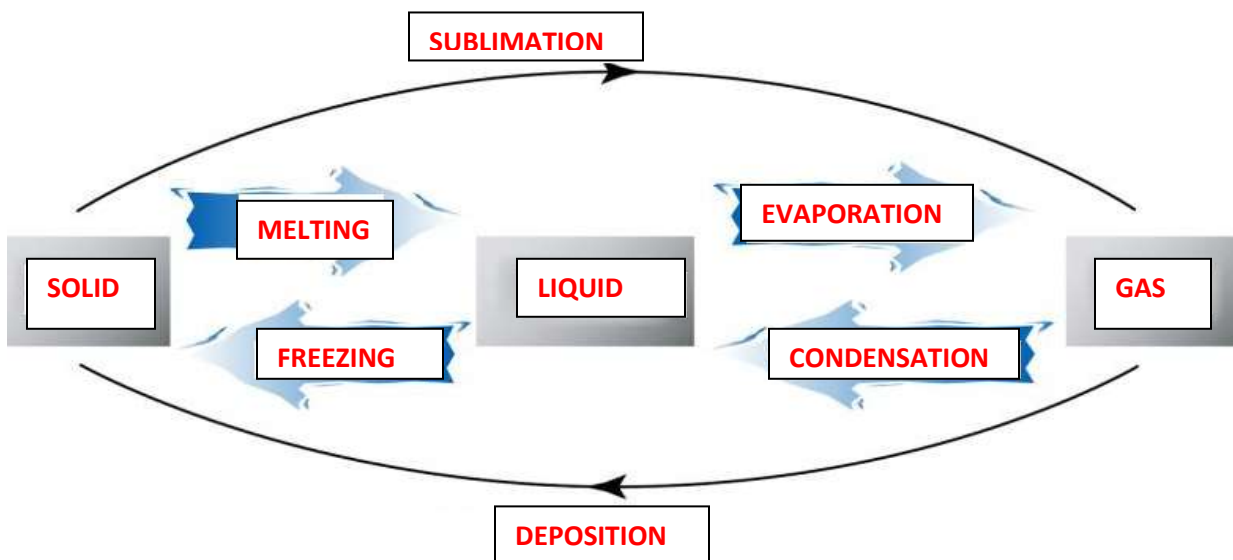 SUBLIMATION
MELTING
EVAPORATION
SOLID
LIQUID
GAS
FREEZING
CONDENSATION
DEPOSITION